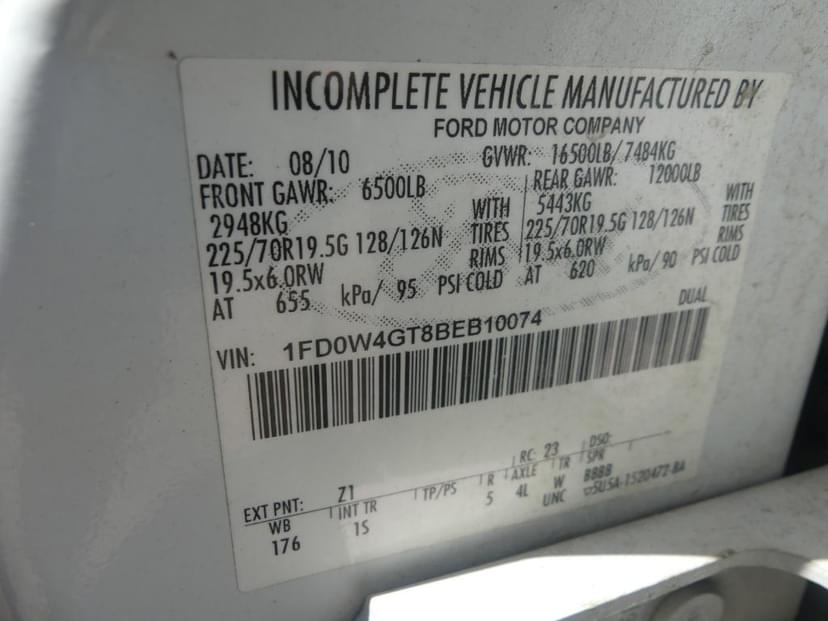 INCOMPLETE VEHICLE MANUFACTURED BY
FORD MOTOR COMPANY
DATE: 08/10 GVWR: 16500LB/7484KG
FRONT GAWR: 6500LB REAR GAWR: 12000LB
2948KG WITH 5443KG WITH
225/70R19.5G 128/126N TIRES 225/70R19.5G 128/126N TIRES
19.5x6.0RW RIMS 19.5x6.0RW RIMS
AT 655 kPa/ 95 PSI COLD AT 620 kPa/ 90 PSI COLD
DUAL
VIN: 1FD0W4GT8BEB10074
EXT PNT: Z1 RC: 23 DSO:
WB INT TR TP/PS R AXLE TR SPR
176 1S 5 4L W BBBB
UNC 5U5A-1520472-BA